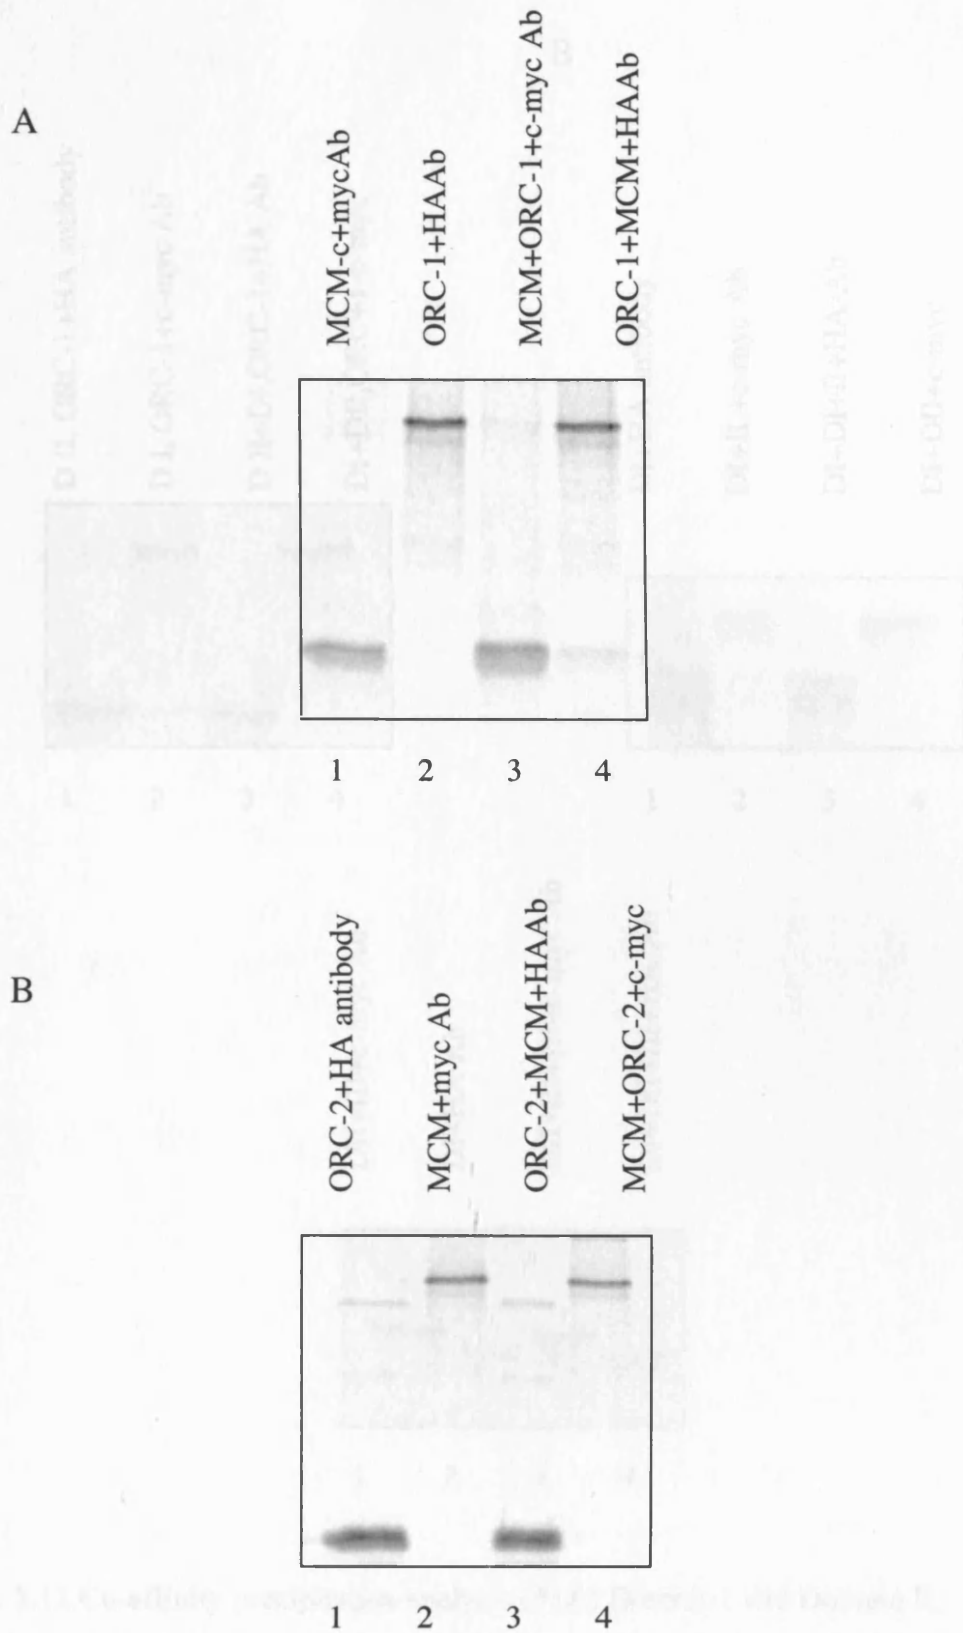 A
MCM-c+mycAb
ORC-1+HAAb
MCM+ORC-1+c-myc Ab
ORC-1+MCM+HAAb
1 2 3 4
B
ORC-2+HA antibody
MCM+myc Ab
ORC-2+MCM+HAAb
MCM+ORC-2+c-myc
1 2 3 4